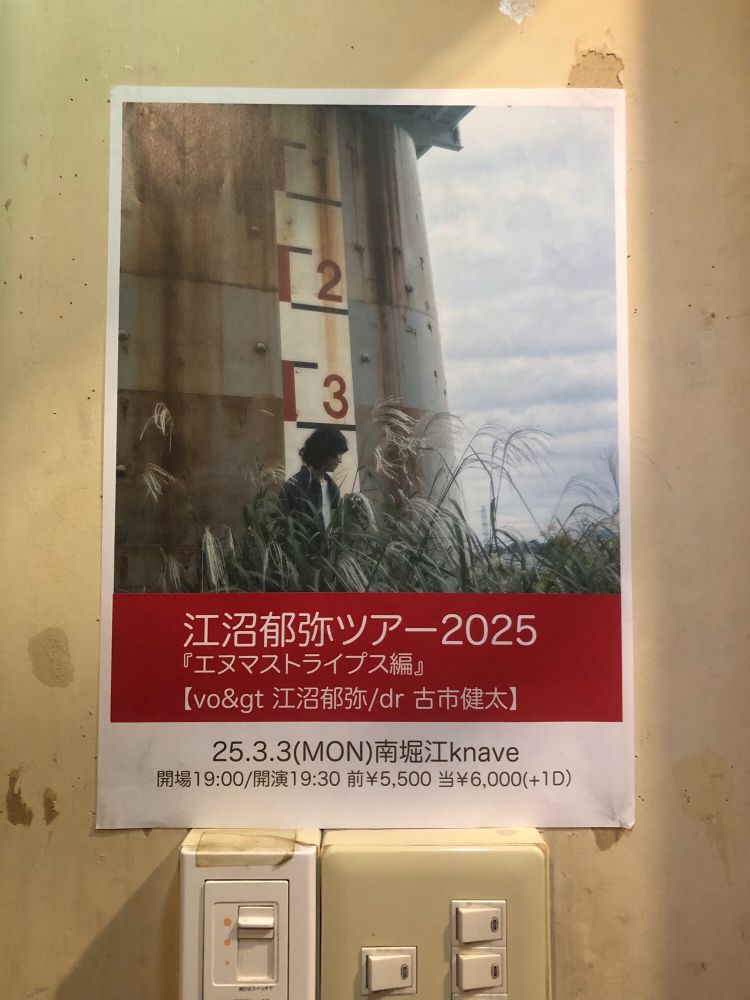 1
2
3
江沼郁弥ツアー2025
『エヌマストライプス編』
【vo&gt 江沼郁弥/dr 古市健太】
25.3.3(MON)南堀江knave
開場19:00/開演19:30 前¥5,500 当¥6,000(+1D)